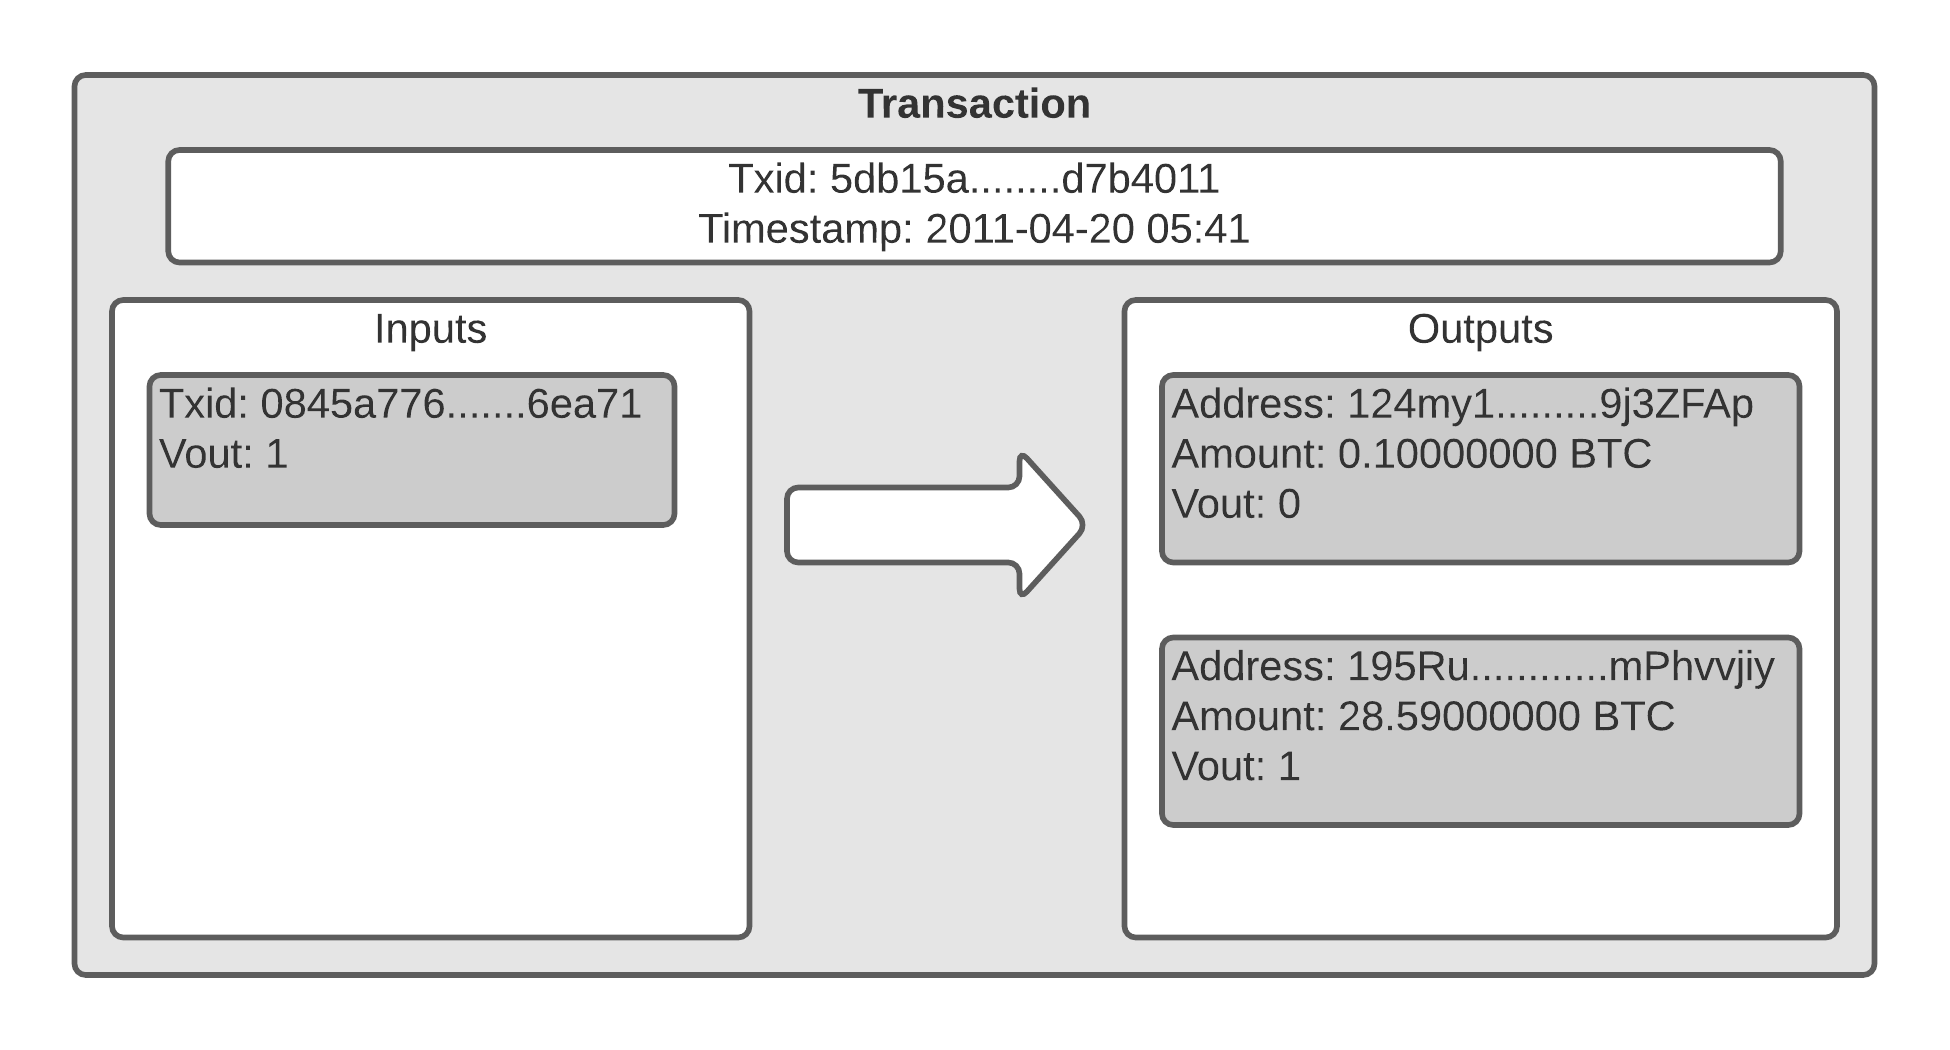 Transaction
Txid: 5db15a........d7b4011
Timestamp: 2011-04-20 05:41
Inputs
Txid: 0845a776.......6ea71
Vout: 1
Outputs
Address: 124my1.........9j3ZFAp
Amount: 0.10000000 BTC
Vout: 0
Address: 195Ru............mPhvvjiy
Amount: 28.59000000 BTC
Vout: 1